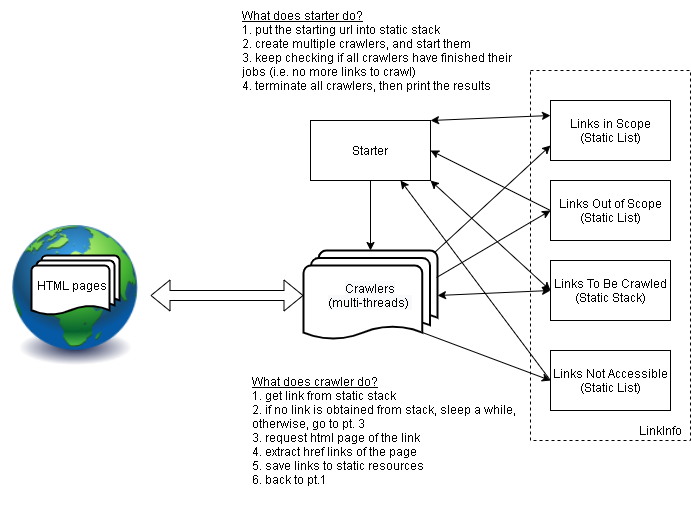 What does starter do?
1. put the starting url into static stack
2. create multiple crawlers, and start them
3. keep checking if all crawlers have finished their
jobs (i.e. no more links to crawl)
4. terminate all crawlers, then print the results
Links in Scope
(Static List)
Starter
Links Out of Scope
(Static List)
HTML pages
Crawlers
(multi-threads)
Links To Be Crawled
(Static Stack)
Links Not Accessible
(Static List)
LinkInfo
What does crawler do?
1. get link from static stack
2. if no link is obtained from stack, sleep a while,
otherwise, go to pt. 3
3. request html page of the link
4. extract href links of the page
5. save links to static resources
6. back to pt.1